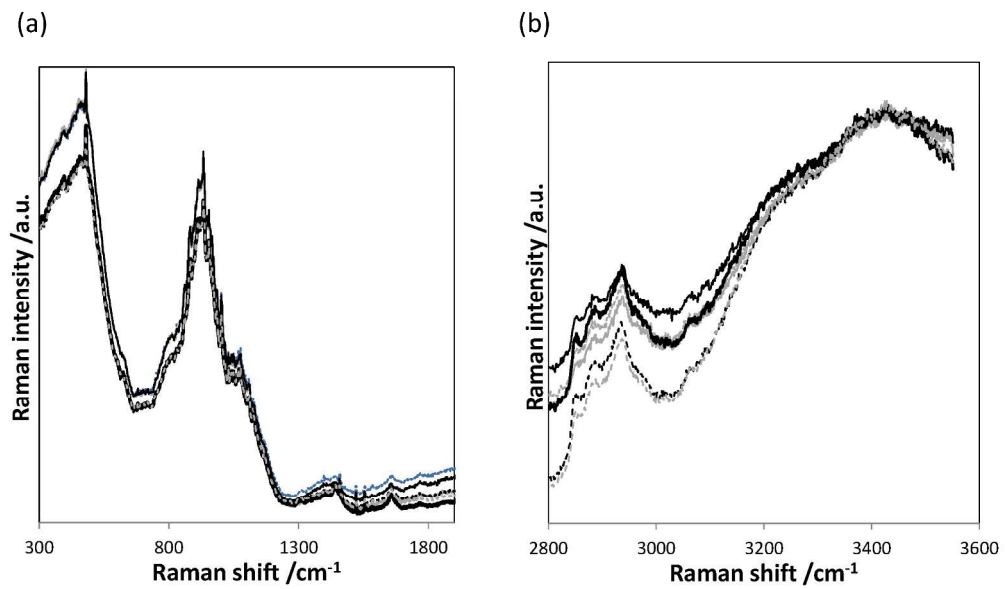 (a)
(b)
Raman intensity /a.u.
300 800 1300 1800
Raman shift /cm-1
Raman intensity /a.u.
2800 3000 3200 3400 3600
Raman shift /cm-1